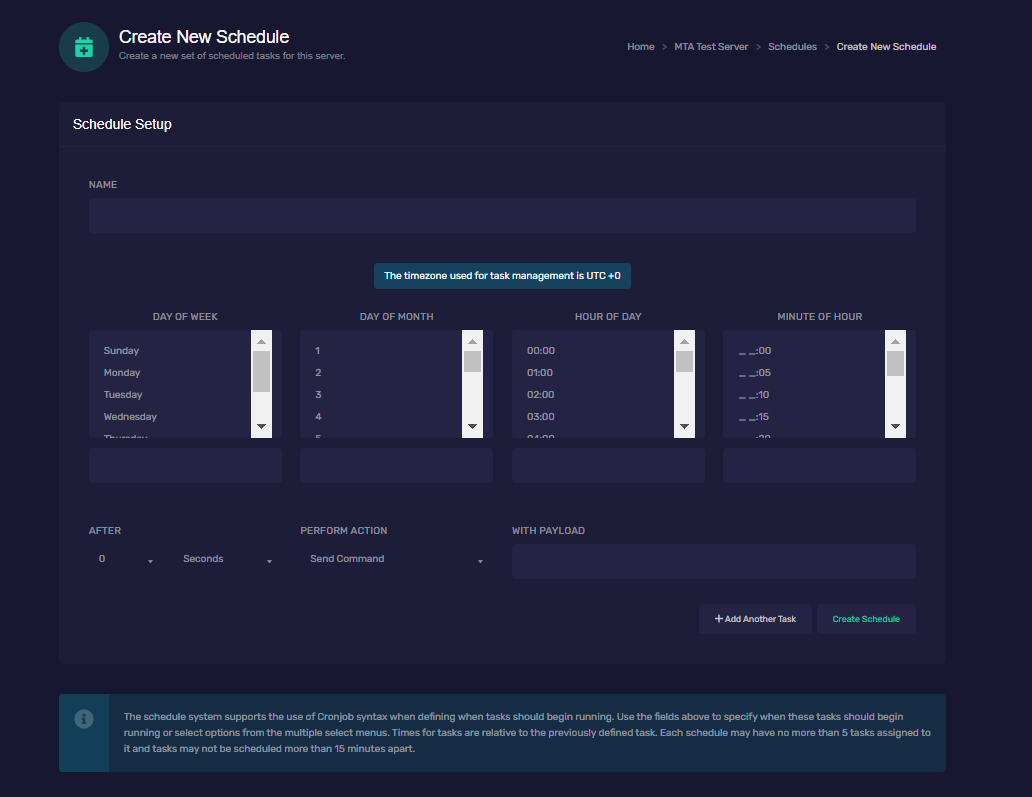 Create New Schedule
Create a new set of scheduled tasks for this server.
Home > MTA Test Server > Schedules > Create New Schedule
Schedule Setup
NAME
The timezone used for task management is UTC +0
DAY OF WEEK
DAY OF MONTH
HOUR OF DAY
MINUTE OF HOUR
Sunday
Monday
Tuesday
Wednesday
Thursday
1
2
3
4
5
00:00
01:00
02:00
03:00
04:00
_ _:00
_ _:05
_ _:10
_ _:15
_ _:20
AFTER
PERFORM ACTION
WITH PAYLOAD
0
Seconds
Send Command
+ Add Another Task
Create Schedule
The schedule system supports the use of Cronjob syntax when defining when tasks should begin running. Use the fields above to specify when these tasks should begin
running or select options from the multiple select menus. Times for tasks are relative to the previously defined task. Each schedule may have no more than 5 tasks assigned to
it and tasks may not be scheduled more than 15 minutes apart.